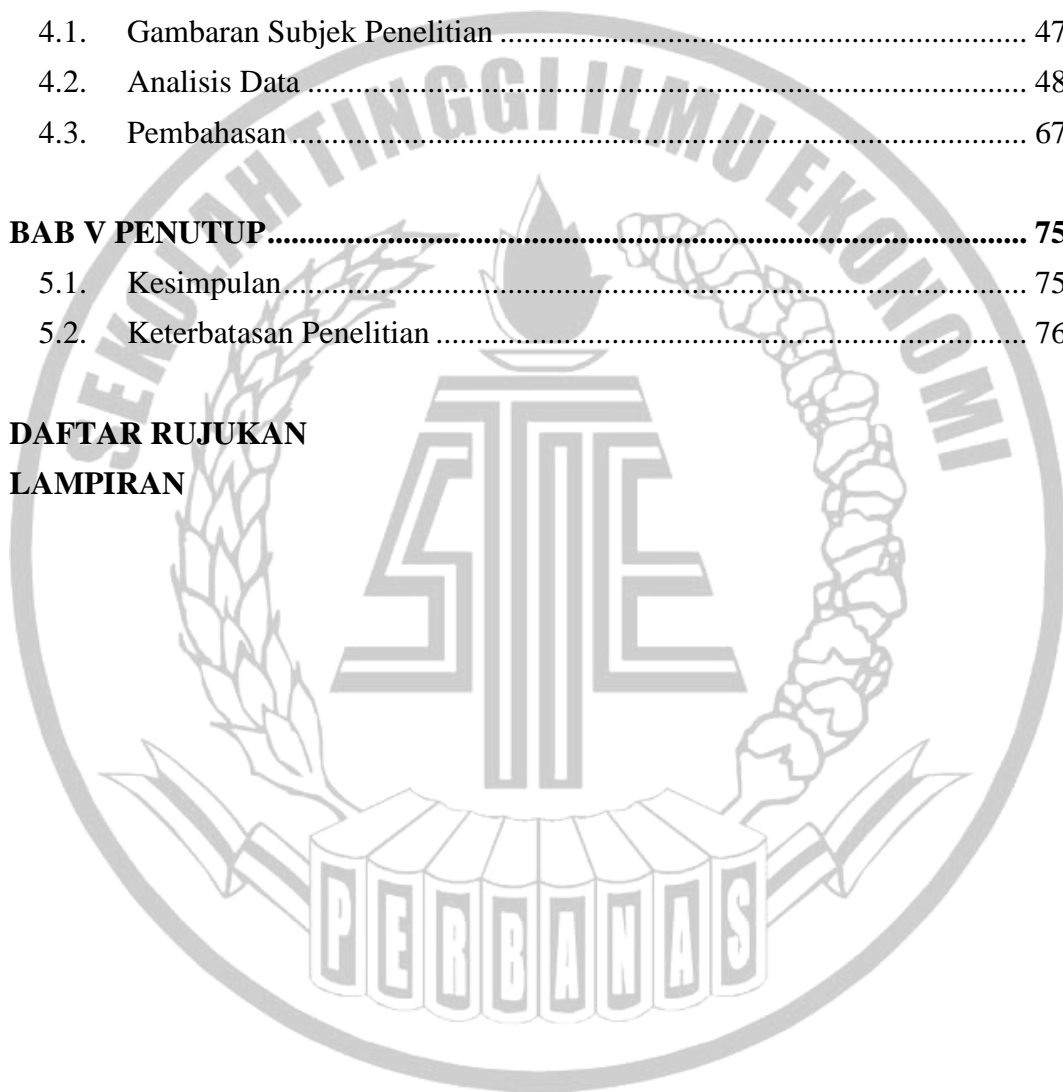 4.1. Gambaran Subjek Penelitian ........................................................................ 47
4.2. Analisis Data ........................................................................ 48
4.3. Pembahasan ........................................................................ 67
BAB V PENUTUP ........................................................................ 75
5.1. Kesimpulan ........................................................................ 75
5.2. Keterbatasan Penelitian ........................................................................ 76
DAFTAR RUJUKAN
LAMPIRAN
SEKOLAH TINGGI ILMU EKONOMI
STIE
PERBANAS